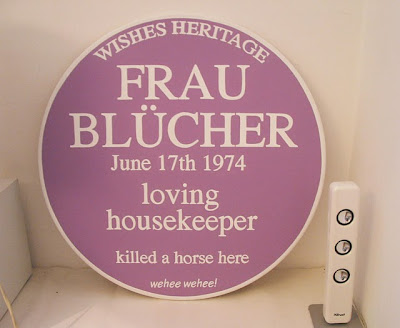 WISHES HERITAGE
FRAU
BLÜCHER
June 17th 1974
loving
housekeeper
killed a horse here
wehee wehee!